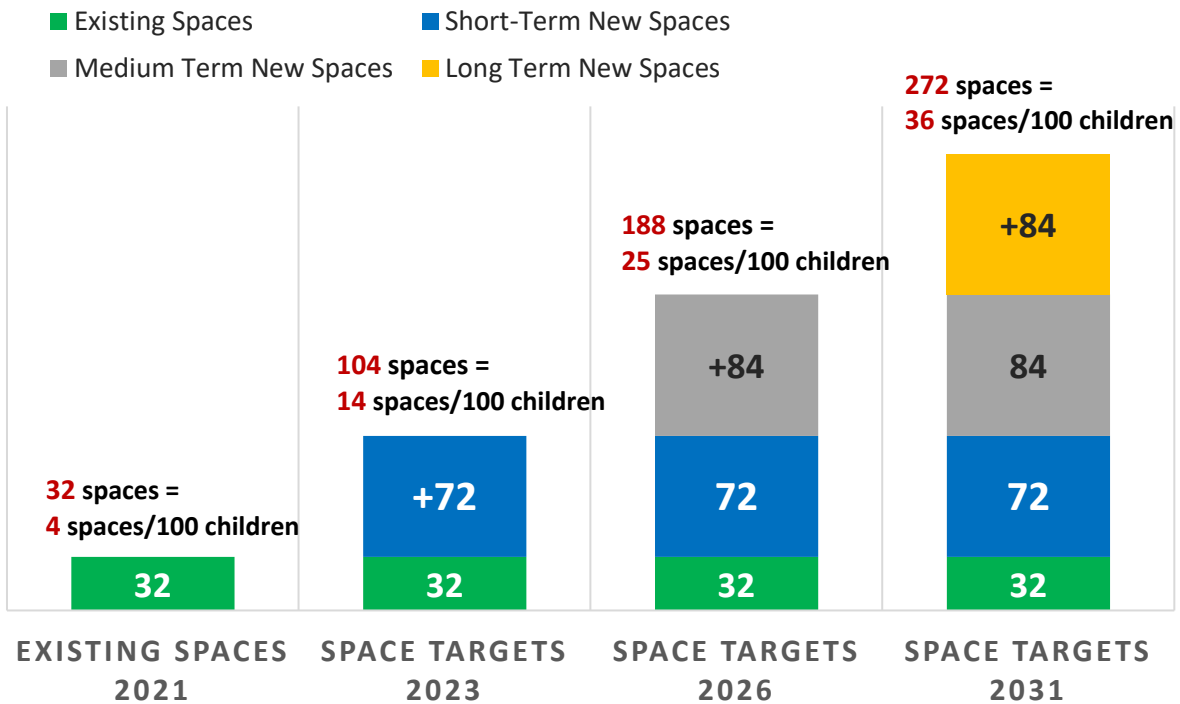 Existing Spaces
Short-Term New Spaces
Medium Term New Spaces
Long Term New Spaces
32 spaces =
4 spaces/100 children
32
EXISTING SPACES
2021
104 spaces =
14 spaces/100 children
+72
32
SPACE TARGETS
2023
188 spaces =
25 spaces/100 children
+84
72
32
SPACE TARGETS
2026
272 spaces =
36 spaces/100 children
+84
84
72
32
SPACE TARGETS
2031